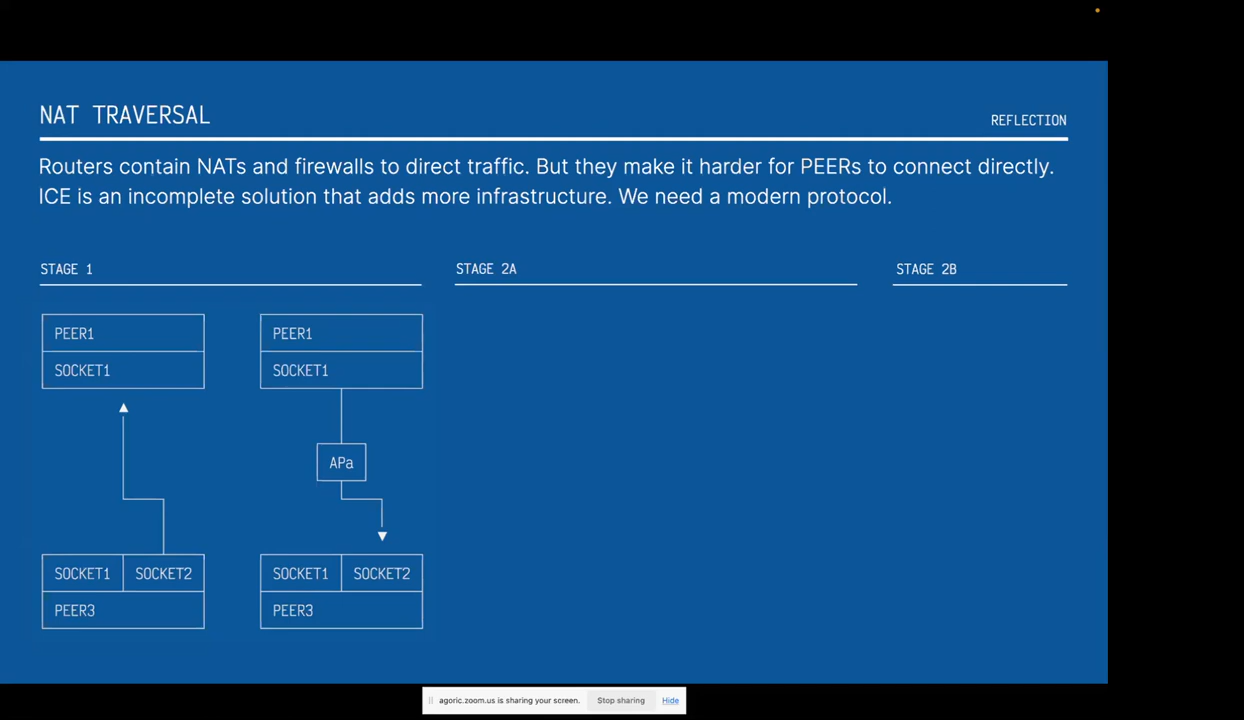 NAT TRAVERSAL
REFLECTION
Routers contain NATs and firewalls to direct traffic. But they make it harder for PEERs to connect directly.
ICE is an incomplete solution that adds more infrastructure. We need a modern protocol.
STAGE 1
STAGE 2A
STAGE 2B
PEER1
SOCKET1
SOCKET1 SOCKET2
PEER3
PEER1
SOCKET1
APa
SOCKET1 SOCKET2
PEER3
agoric.zoom.us is sharing your screen. Stop sharing Hide